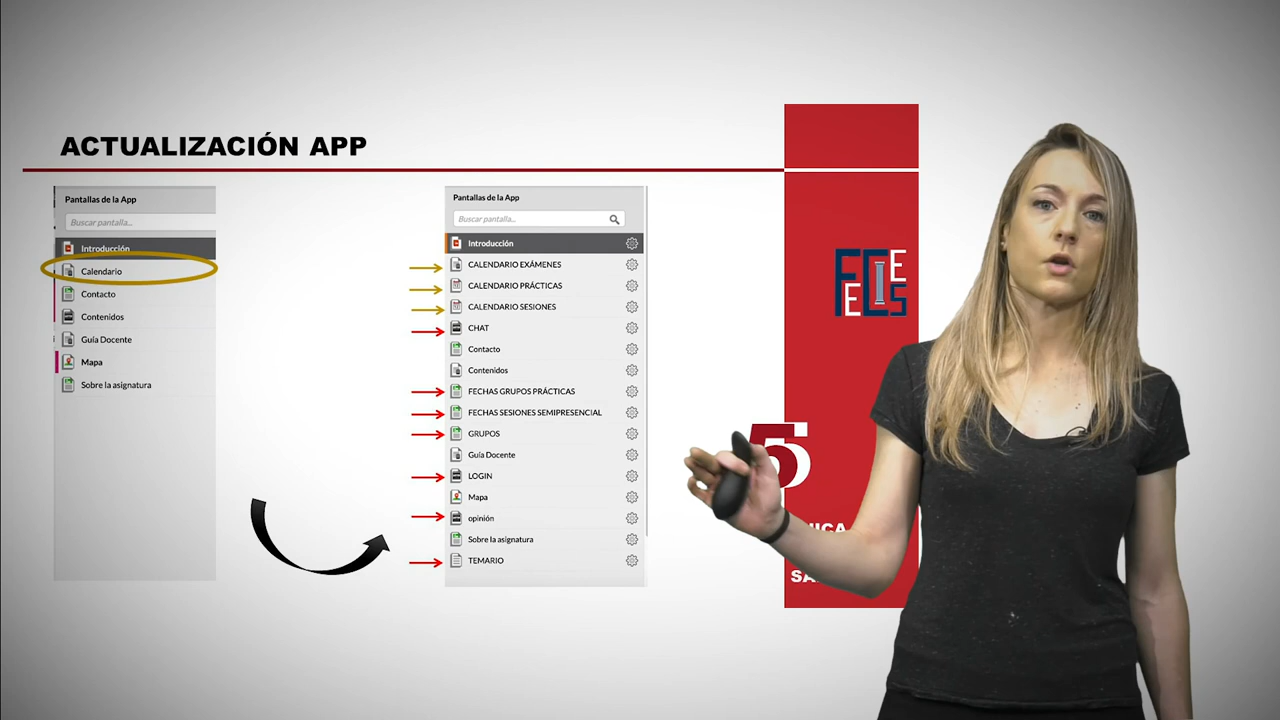 ACTUALIZACIÓN APP
Pantallas de la App
Buscar pantalla...
Introducción
Calendario
Contacto
Contenidos
Guía Docente
Mapa
Sobre la asignatura
Pantallas de la App
Buscar pantalla...
Introducción
CALENDARIO EXÁMENES
CALENDARIO PRÁCTICAS
CALENDARIO SESIONES
CHAT
Contacto
Contenidos
FECHAS GRUPOS PRÁCTICAS
FECHAS SESIONES SEMIPRESENCIAL
GRUPOS
Guía Docente
LOGIN
Mapa
opinión
Sobre la asignatura
TEMARIO
5